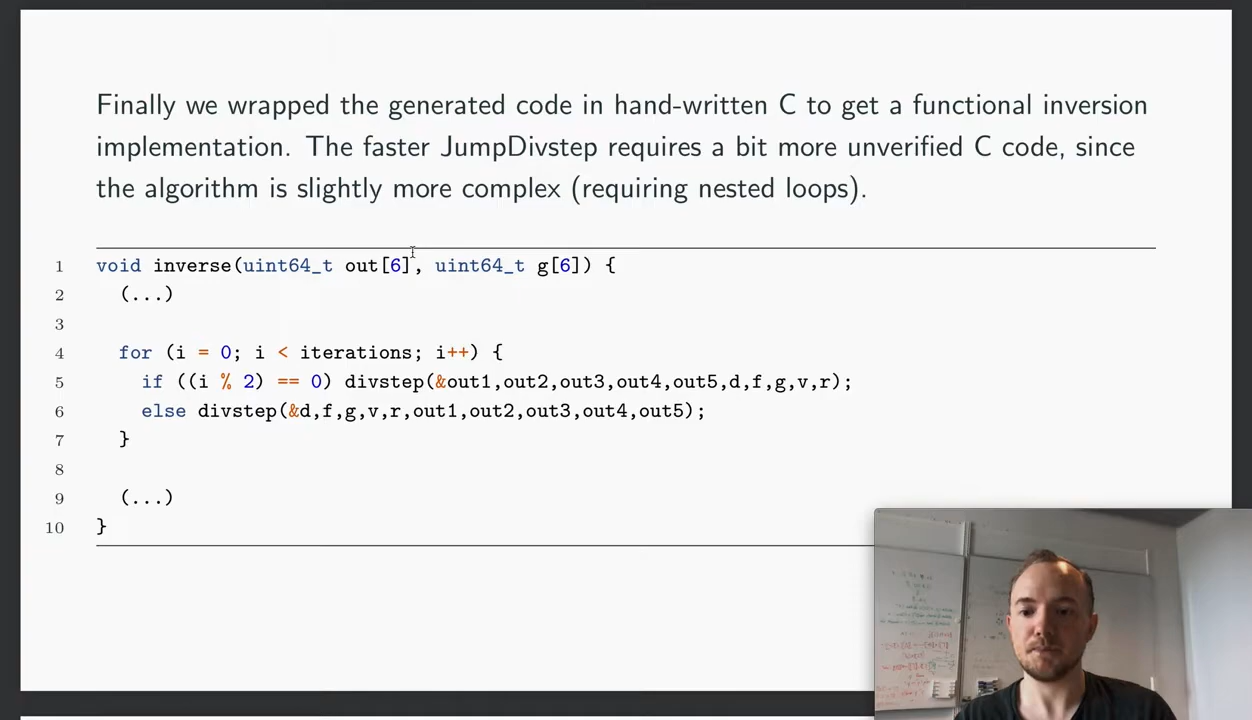 Finally we wrapped the generated code in hand-written C to get a functional inversion
implementation. The faster JumpDivstep requires a bit more unverified C code, since
the algorithm is slightly more complex (requiring nested loops).
1 void inverse(uint64_t out[6], uint64_t g[6]) {
2 (...)
3
4 for (i = 0; i < iterations; i++) {
5 if ((i % 2) == 0) divstep(&out1,out2,out3,out4,out5,d,f,g,v,r);
6 else divstep(&d,f,g,v,r,out1,out2,out3,out4,out5);
7 }
8
9 (...)
10 }